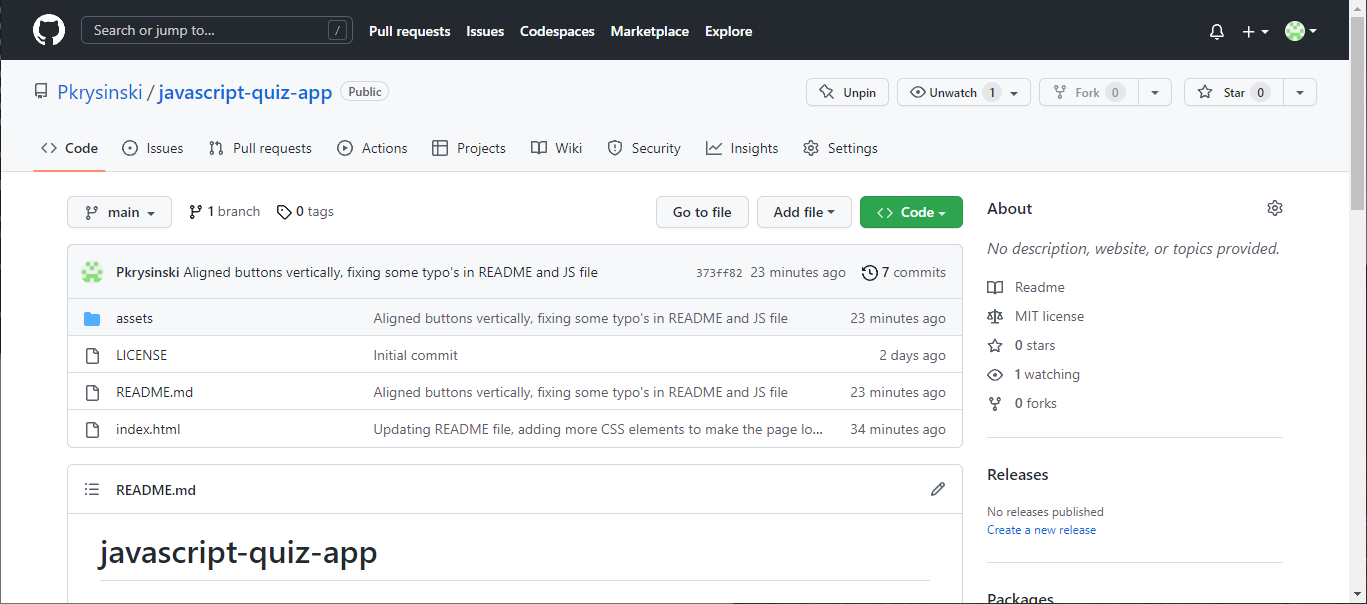 Search or jump to... / Pull requests Issues Codespaces Marketplace Explore
Pkrysinski / javascript-quiz-app Public Unpin Unwatch 1 Fork 0 Star 0
Code Issues Pull requests Actions Projects Wiki Security Insights Settings
main 1 branch 0 tags Go to file Add file Code
Pkrysinski Aligned buttons vertically, fixing some typo's in README and JS file 373ff82 23 minutes ago 7 commits
assets Aligned buttons vertically, fixing some typo's in README and JS file 23 minutes ago
LICENSE Initial commit 2 days ago
README.md Aligned buttons vertically, fixing some typo's in README and JS file 23 minutes ago
index.html Updating README file, adding more CSS elements to make the page lo... 34 minutes ago
README.md
javascript-quiz-app
About
No description, website, or topics provided.
Readme
MIT license
0 stars
1 watching
0 forks
Releases
No releases published
Create a new release
Packages